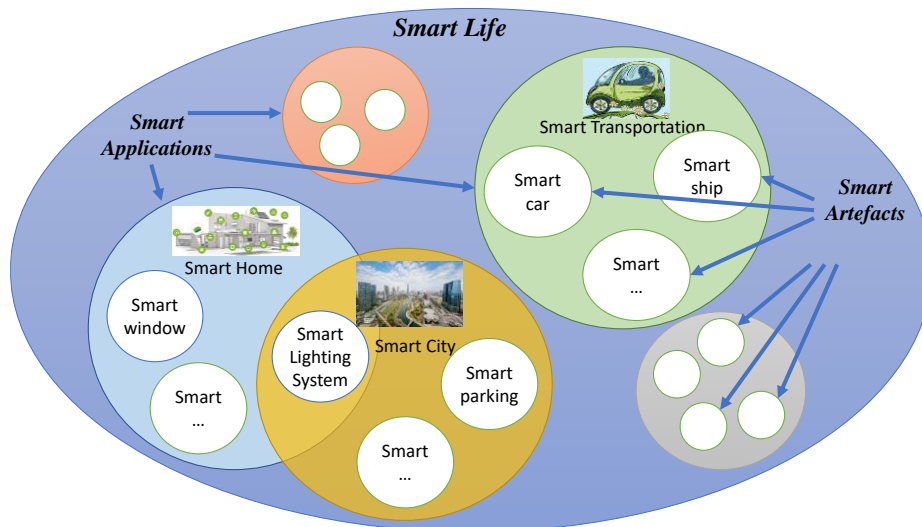 Smart Life
Smart
Applications
Smart Transportation
Smart
car
Smart
ship
Smart
...
Smart
Artefacts
Smart Home
Smart
window
Smart
...
Smart
Lighting
System
Smart City
Smart
parking
Smart
...